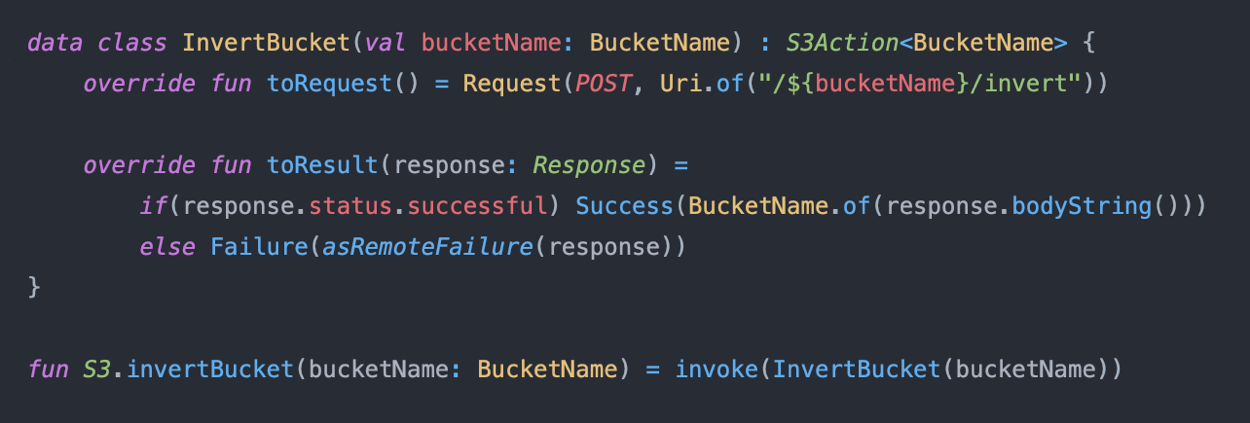 data class InvertBucket(val bucketName: BucketName) : S3Action<BucketName> {
    override fun toRequest() = Request(POST, Uri.of("/${bucketName}/invert"))

    override fun toResult(response: Response) =
        if(response.status.successful) Success(BucketName.of(response.bodyString()))
        else Failure(asRemoteFailure(response))
}

fun S3.invertBucket(bucketName: BucketName) = invoke(InvertBucket(bucketName))